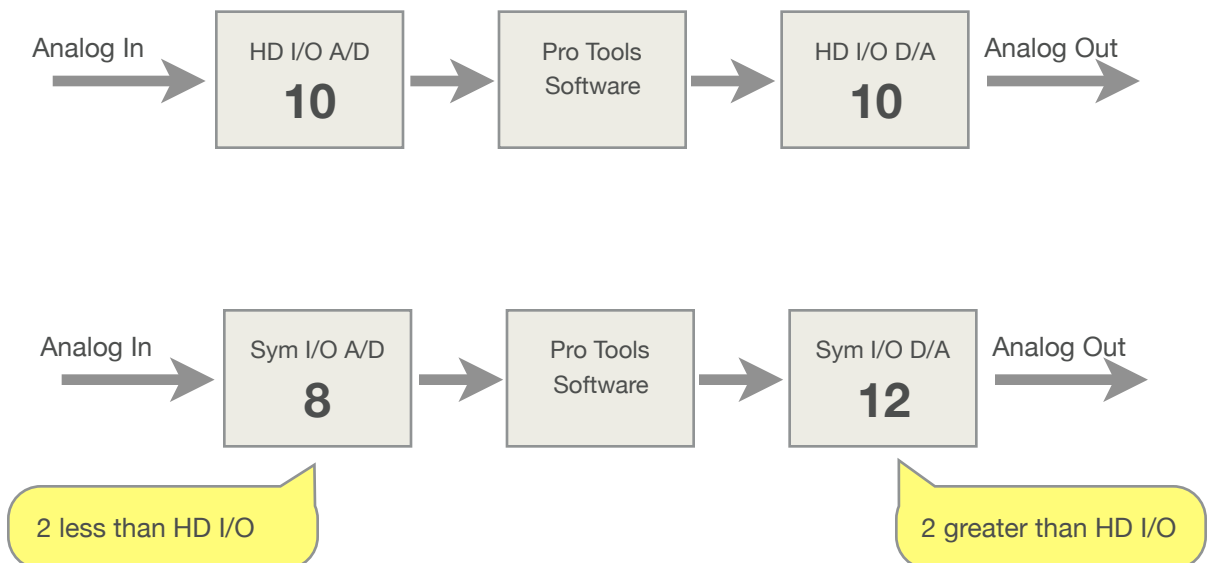 Analog In
HD I/O A/D
10
Pro Tools
Software
HD I/O D/A
10
Analog Out
Analog In
Sym I/O A/D
8
Pro Tools
Software
Sym I/O D/A
12
Analog Out
2 less than HD I/O
2 greater than HD I/O